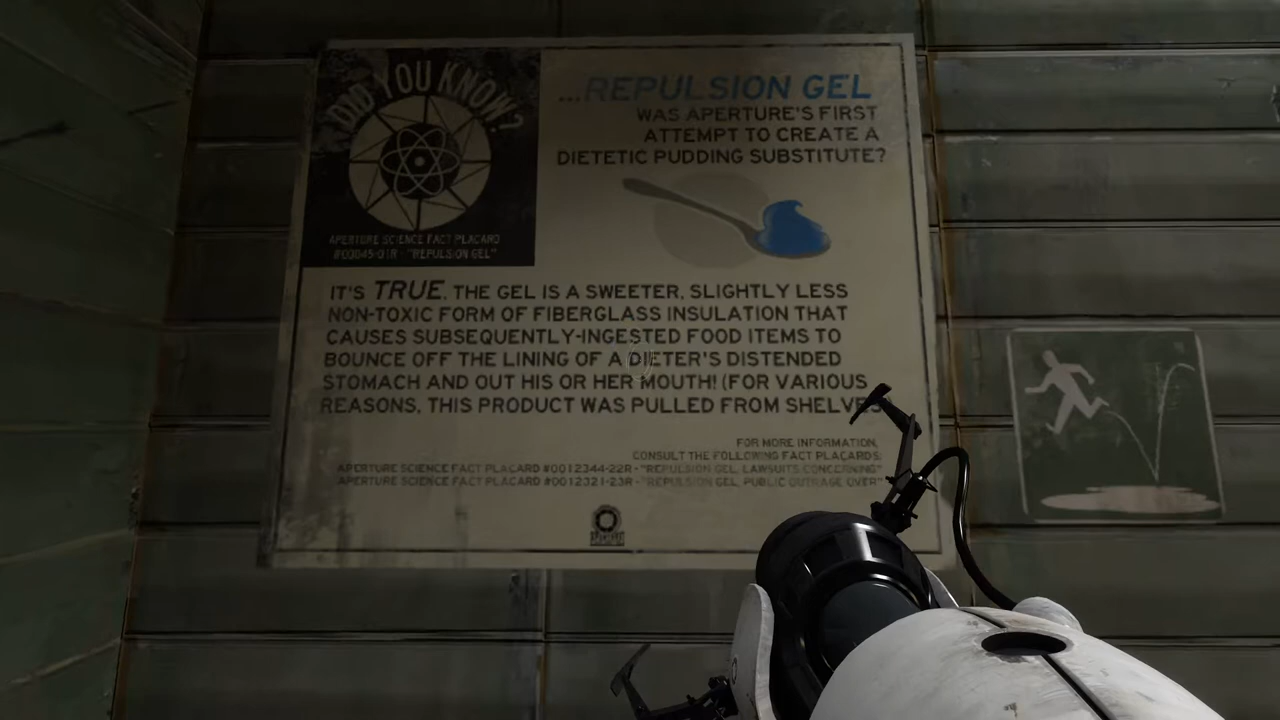 DID YOU KNOW?
APERTURE SCIENCE FACT PLACARD
#00045-01R - "REPULSION GEL"
...REPULSION GEL
WAS APERTURE'S FIRST
ATTEMPT TO CREATE A
DIETETIC PUDDING SUBSTITUTE?
IT'S TRUE. THE GEL IS A SWEETER, SLIGHTLY LESS
NON-TOXIC FORM OF FIBERGLASS INSULATION THAT
CAUSES SUBSEQUENTLY-INGESTED FOOD ITEMS TO
BOUNCE OFF THE LINING OF A DIETER'S DISTENDED
STOMACH AND OUT HIS OR HER MOUTH! (FOR VARIOUS
REASONS, THIS PRODUCT WAS PULLED FROM SHELVES
FOR MORE INFORMATION,
CONSULT THE FOLLOWING FACT PLACARDS:
APERTURE SCIENCE FACT PLACARD #0012344-22R - "REPULSION GEL, LAWSUITS CONCERNING"
APERTURE SCIENCE FACT PLACARD #0012321-23R - "REPULSION GEL, PUBLIC OUTRAGE OVER"
APERTURE